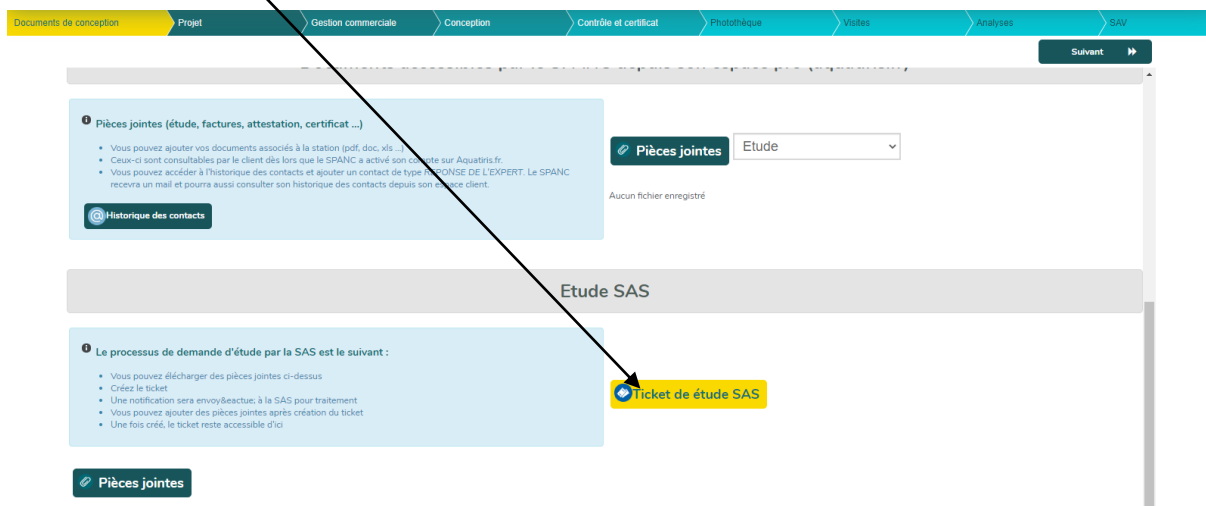 Documents de conception
Projet
Gestion commerciale
Conception
Contrôle et certificat
Photothèque
Visites
Analyses
SAV
Suivant
Pièces jointes (étude, factures, attestation, certificat ...)
Vous pouvez ajouter vos documents associés à la station (pdf, doc, xls ...)
Ceux-ci sont consultables par le client dès lors que le SPANC a activé son compte sur Aquatiris.fr.
Vous pouvez accéder à l'historique des contacts et ajouter un contact de type REPONSE DE L'EXPERT. Le SPANC
recevra un mail et pourra aussi consulter son historique des contacts depuis son espace client.
Historique des contacts
Pièces jointes
Etude
Aucun fichier enregistré
Etude SAS
Le processus de demande d'étude par la SAS est le suivant :
Vous pouvez élécharger des pièces jointes ci-dessus
Créez le ticket
Une notification sera envoy&eactue; à la SAS pour traitement
Vous pouvez ajouter des pièces jointes après création du ticket
Une fois créé, le ticket reste accessible d'ici
Ticket de étude SAS
Pièces jointes